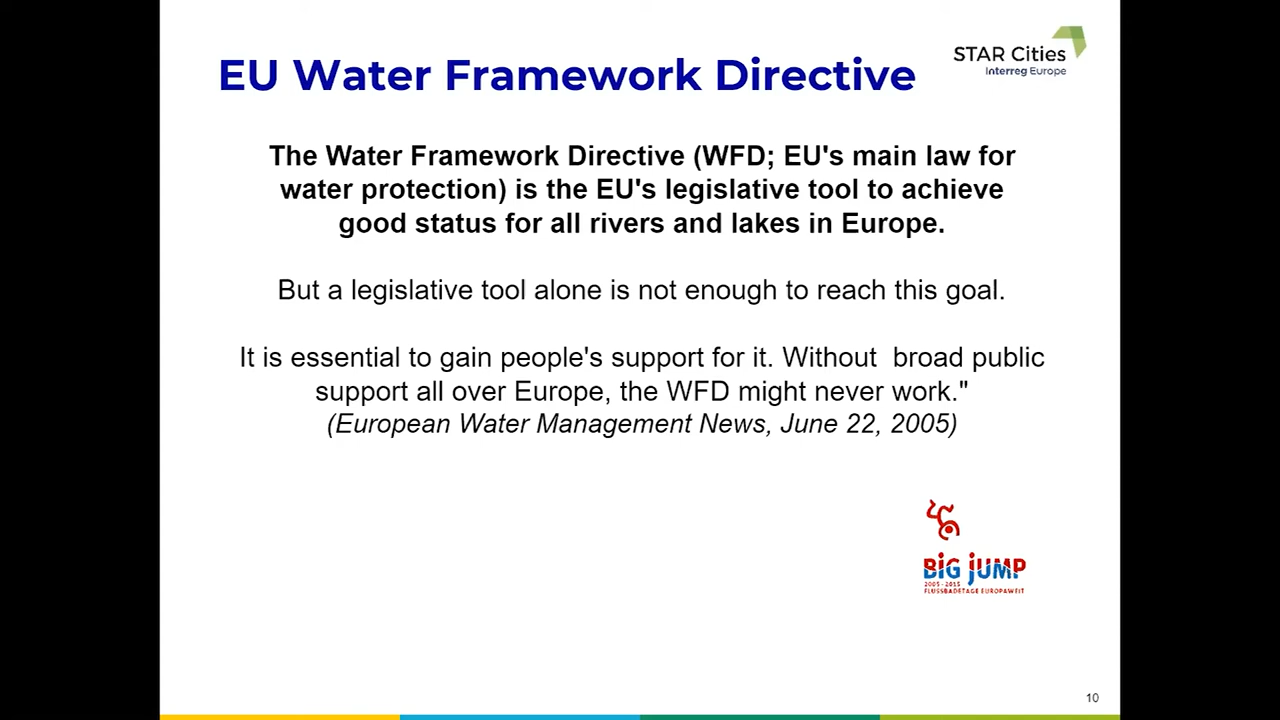 EU Water Framework Directive
STAR Cities
Interreg Europe
The Water Framework Directive (WFD; EU's main law for
water protection) is the EU's legislative tool to achieve
good status for all rivers and lakes in Europe.
But a legislative tool alone is not enough to reach this goal.
It is essential to gain people's support for it. Without  broad public
support all over Europe, the WFD might never work."
(European Water Management News, June 22, 2005)
BiG jUMP
2005 - 2015
FLUSSBADETAGE EUROPAWEIT
10